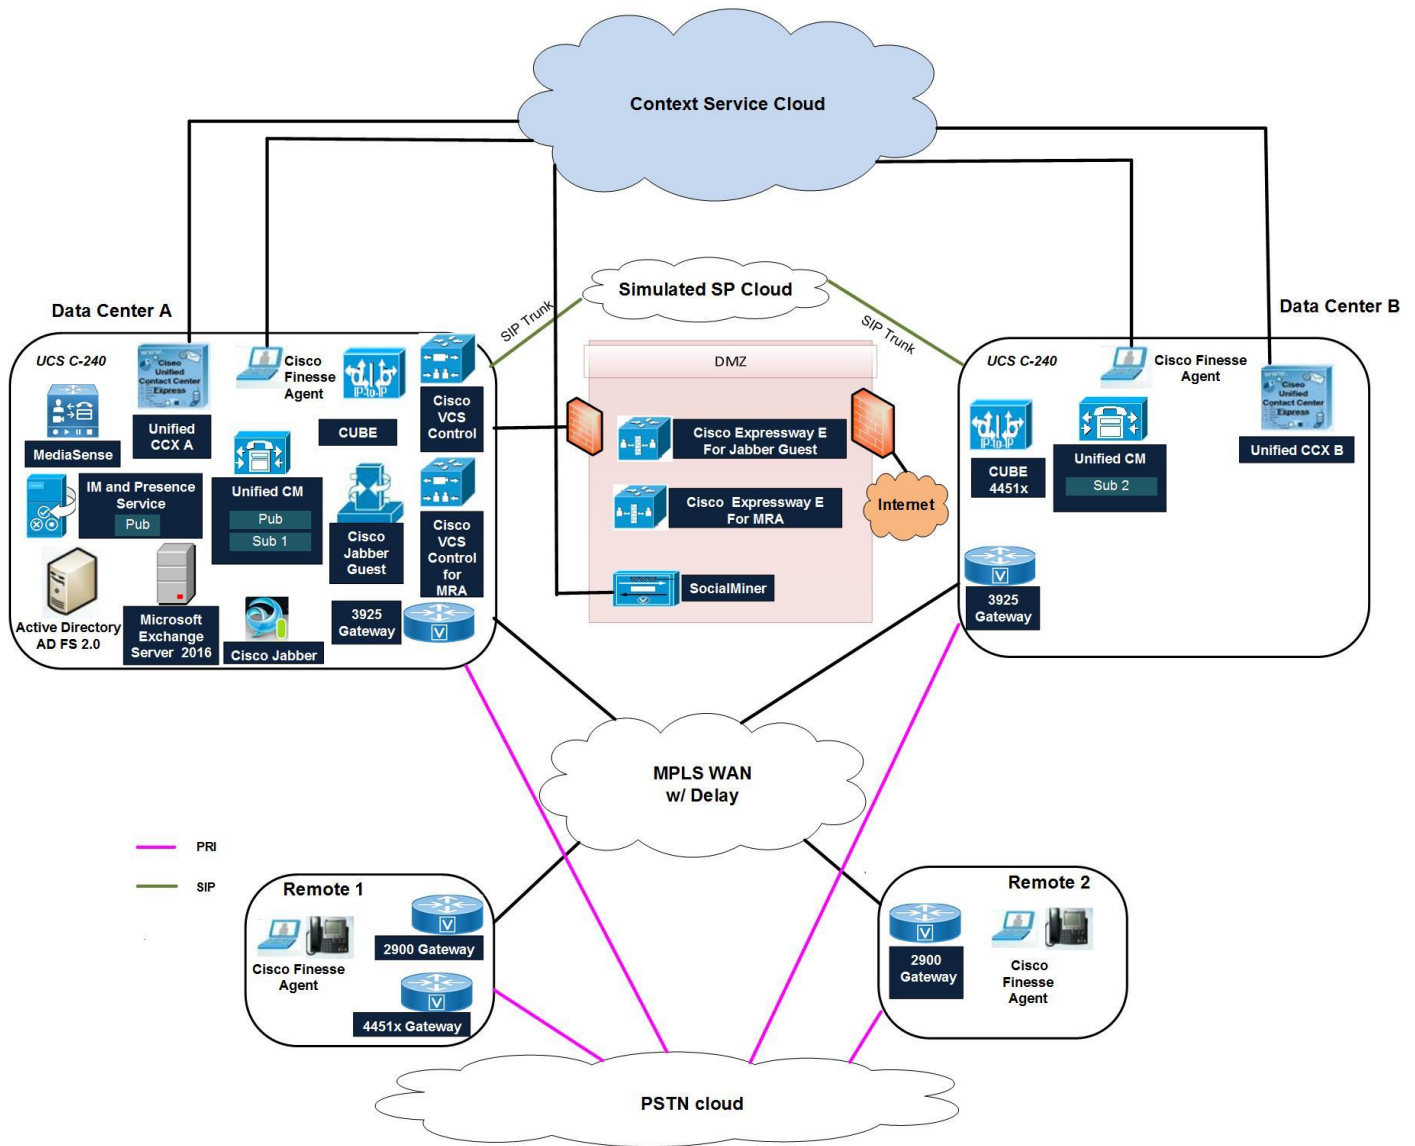 Context Service Cloud
Simulated SP Cloud
SIP Trunk
SIP Trunk
Data Center A
UCS C-240
MediaSense
www.
Cisco
Unified
Contact Center
Express
Unified
CCX A
Cisco
Finesse
Agent
IP-to-IP
CUBE
Cisco
VCS
Control
IM and Presence
Service
Pub
Unified CM
Pub
Sub 1
Cisco
Jabber
Guest
Cisco
VCS
Control
for
MRA
Active Directory
AD FS 2.0
Microsoft
Exchange
Server 2016
Cisco Jabber
3925
Gateway
V
DMZ
Cisco Expressway E
For Jabber Guest
Cisco Expressway E
For MRA
SocialMiner
Internet
Data Center B
UCS C-240
Cisco Finesse
Agent
IP-to-IP
CUBE
4451x
Unified CM
Sub 2
www.
Cisco
Unified
Contact Center
Express
Unified CCX B
V
3925
Gateway
MPLS WAN
w/ Delay
PRI
SIP
Remote 1
Cisco Finesse
Agent
V
2900 Gateway
V
4451x Gateway
Remote 2
V
2900
Gateway
Cisco
Finesse
Agent
PSTN cloud